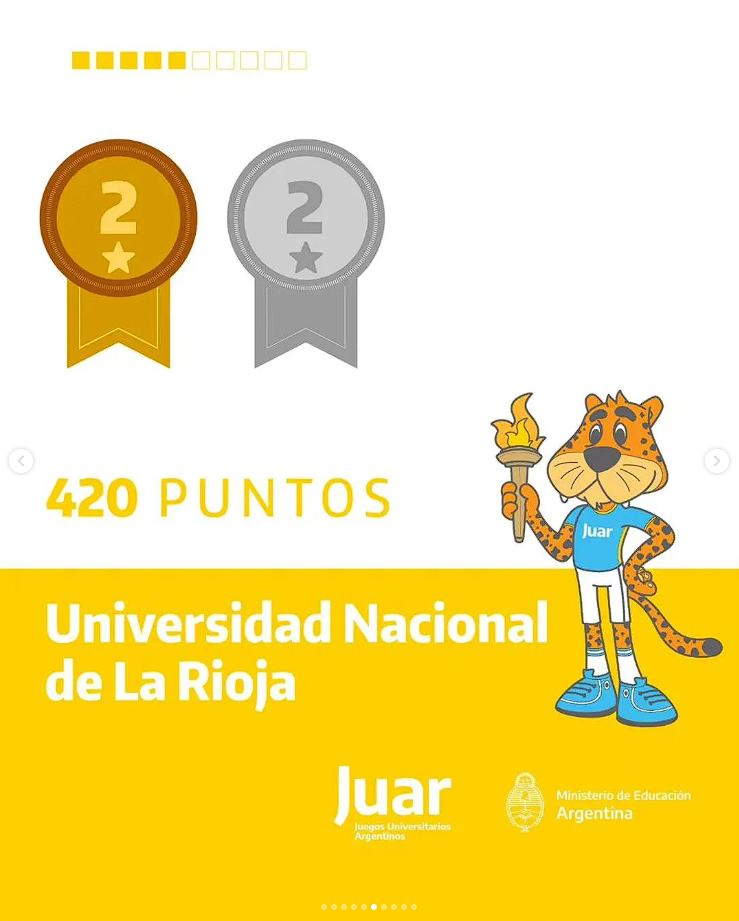 2
2
420 PUNTOS
Juar
Universidad Nacional
de La Rioja
Juar
Juegos Universitarios
Argentinos
Ministerio de Educación
Argentina